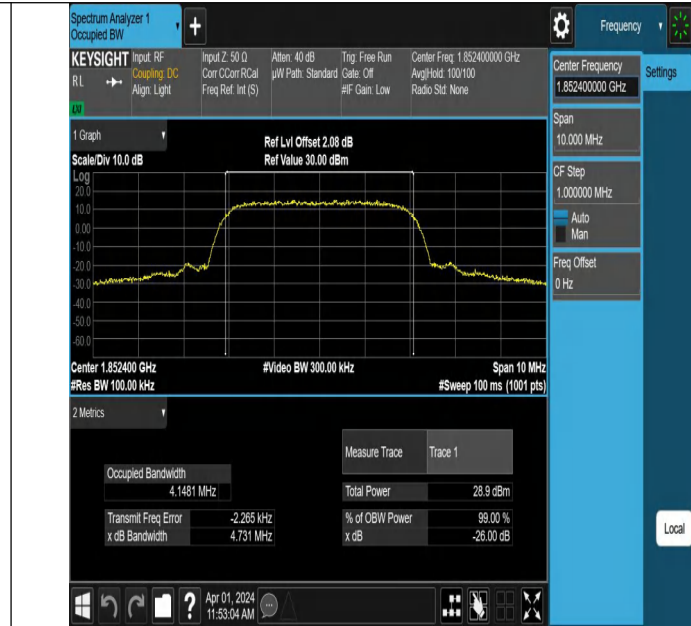 Spectrum Analyzer 1
Occupied BW
+
Frequency
KEYSIGHT
RL
LXI
Input: RF
Coupling: DC
Align: Light
Input Z: 50 Ω
Corr CCorr RCal
Freq Ref: Int (S)
Atten: 40 dB
µW Path: Standard
Trig: Free Run
Gate: Off
#IF Gain: Low
Center Freq: 1.852400000 GHz
Avg|Hold: 100/100
Radio Std: None
Center Frequency
1.852400000 GHz
Settings
Span
10.000 MHz
CF Step
1.000000 MHz
Auto
Man
Freq Offset
0 Hz
1 Graph
Scale/Div 10.0 dB
Ref Lvl Offset 2.08 dB
Ref Value 30.00 dBm
Log
20.0
10.0
0.00
-10.0
-20.0
-30.0
-40.0
-50.0
-60.0
Center 1.852400 GHz
#Video BW 300.00 kHz
Span 10 MHz
#Res BW 100.00 kHz
#Sweep 100 ms (1001 pts)
2 Metrics
Measure Trace
Trace 1
Occupied Bandwidth
4.1481 MHz
Total Power
28.9 dBm
Transmit Freq Error
-2.265 kHz
% of OBW Power
99.00 %
x dB Bandwidth
4.731 MHz
x dB
-26.00 dB
Local
?
Apr 01, 2024
11:53:04 AM